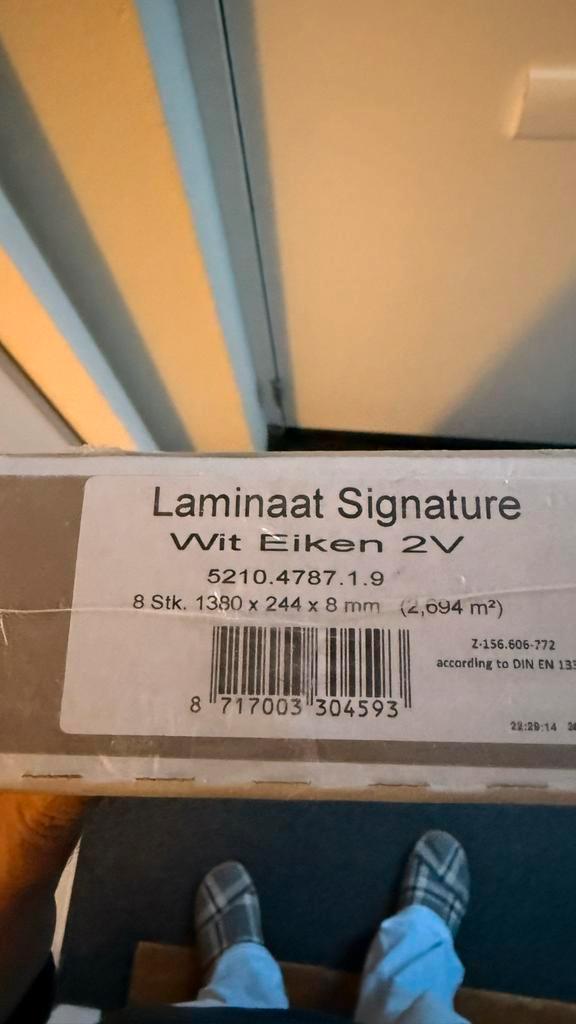 Laminaat Signature
Wit Eiken 2V
5210.4787.1.9
8 Stk. 1380 x 244 x 8 mm (2,694 m²)
Z-156.606-772
according to DIN EN
8 717003 304593
22:29:14